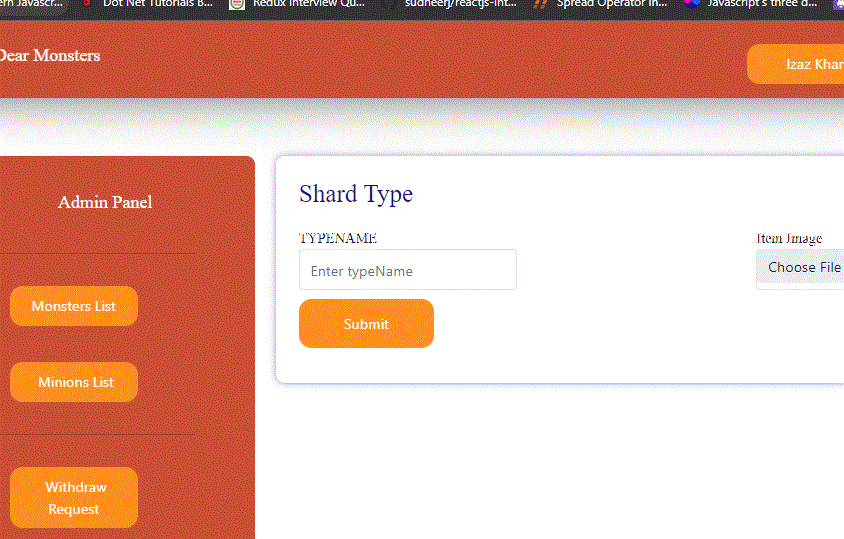 ern Javascr...
Dot Net Tutorials B...
Redux Interview Qu...
sudheerj/reactjs-int...
Spread Operator In...
Javascript's three d...
Dear Monsters
Izaz Khan
Admin Panel
Monsters List
Minions List
Withdraw
Request
Shard Type
TYPENAME
Enter typeName
Submit
Item Image
Choose File